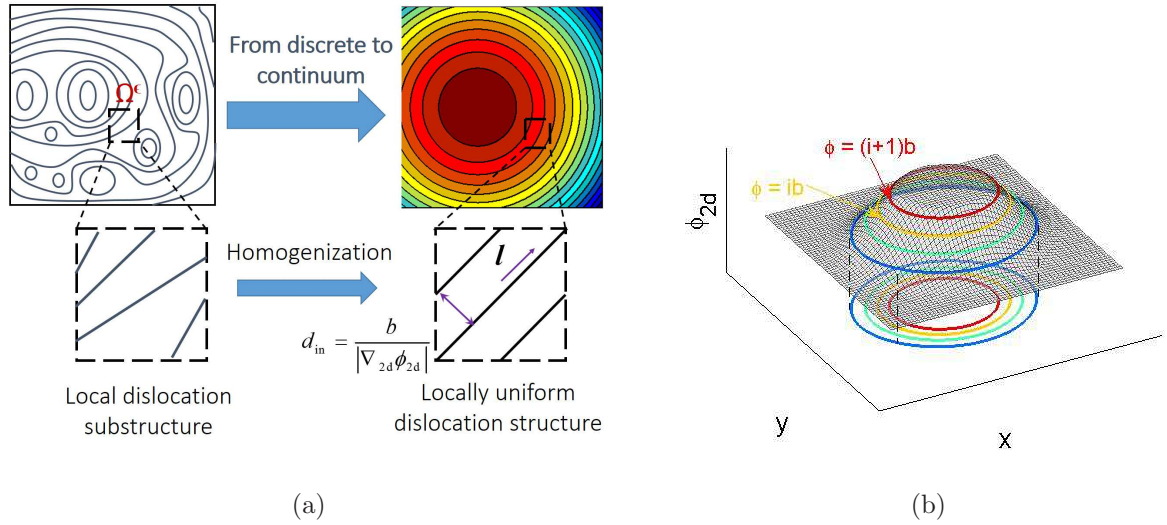 From discrete to
continuum
Ω^ϵ
Homogenization
l
d_in = b / |∇_2d ϕ_2d|
Local dislocation
substructure
Locally uniform
dislocation structure
(a)
ϕ = (i+1)b
ϕ = ib
ϕ_2d
y
x
(b)